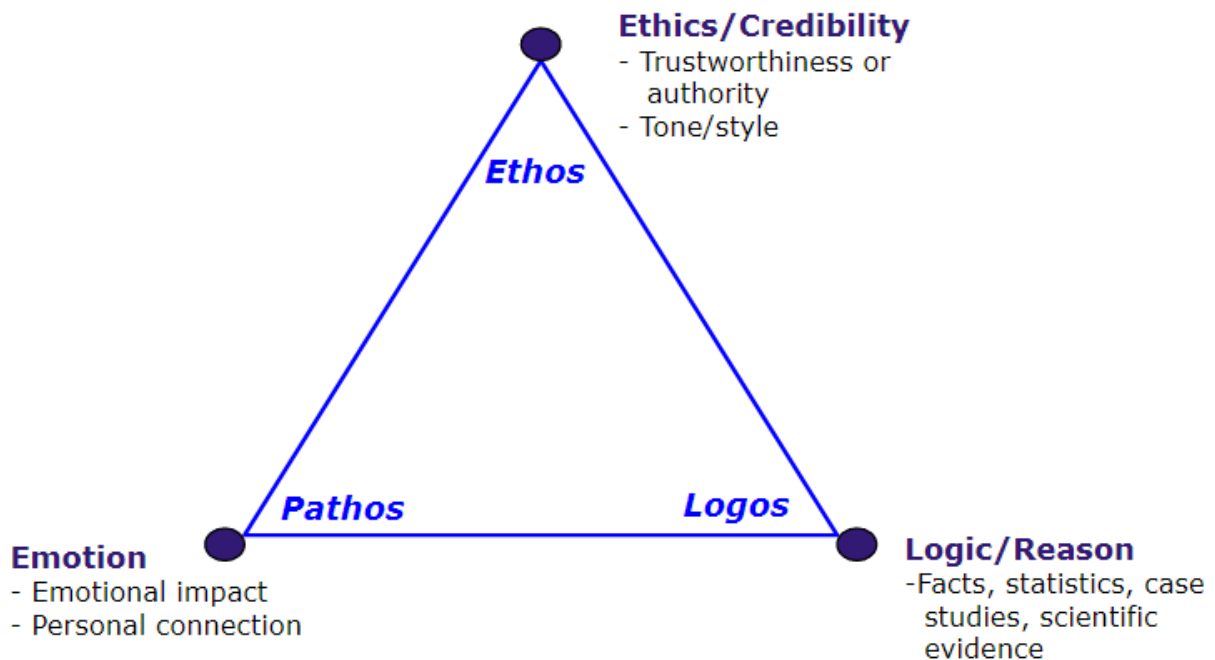 Ethics/Credibility
- Trustworthiness or
authority
- Tone/style
Ethos
Pathos
Logos
Emotion
- Emotional impact
- Personal connection
Logic/Reason
-Facts, statistics, case
studies, scientific
evidence